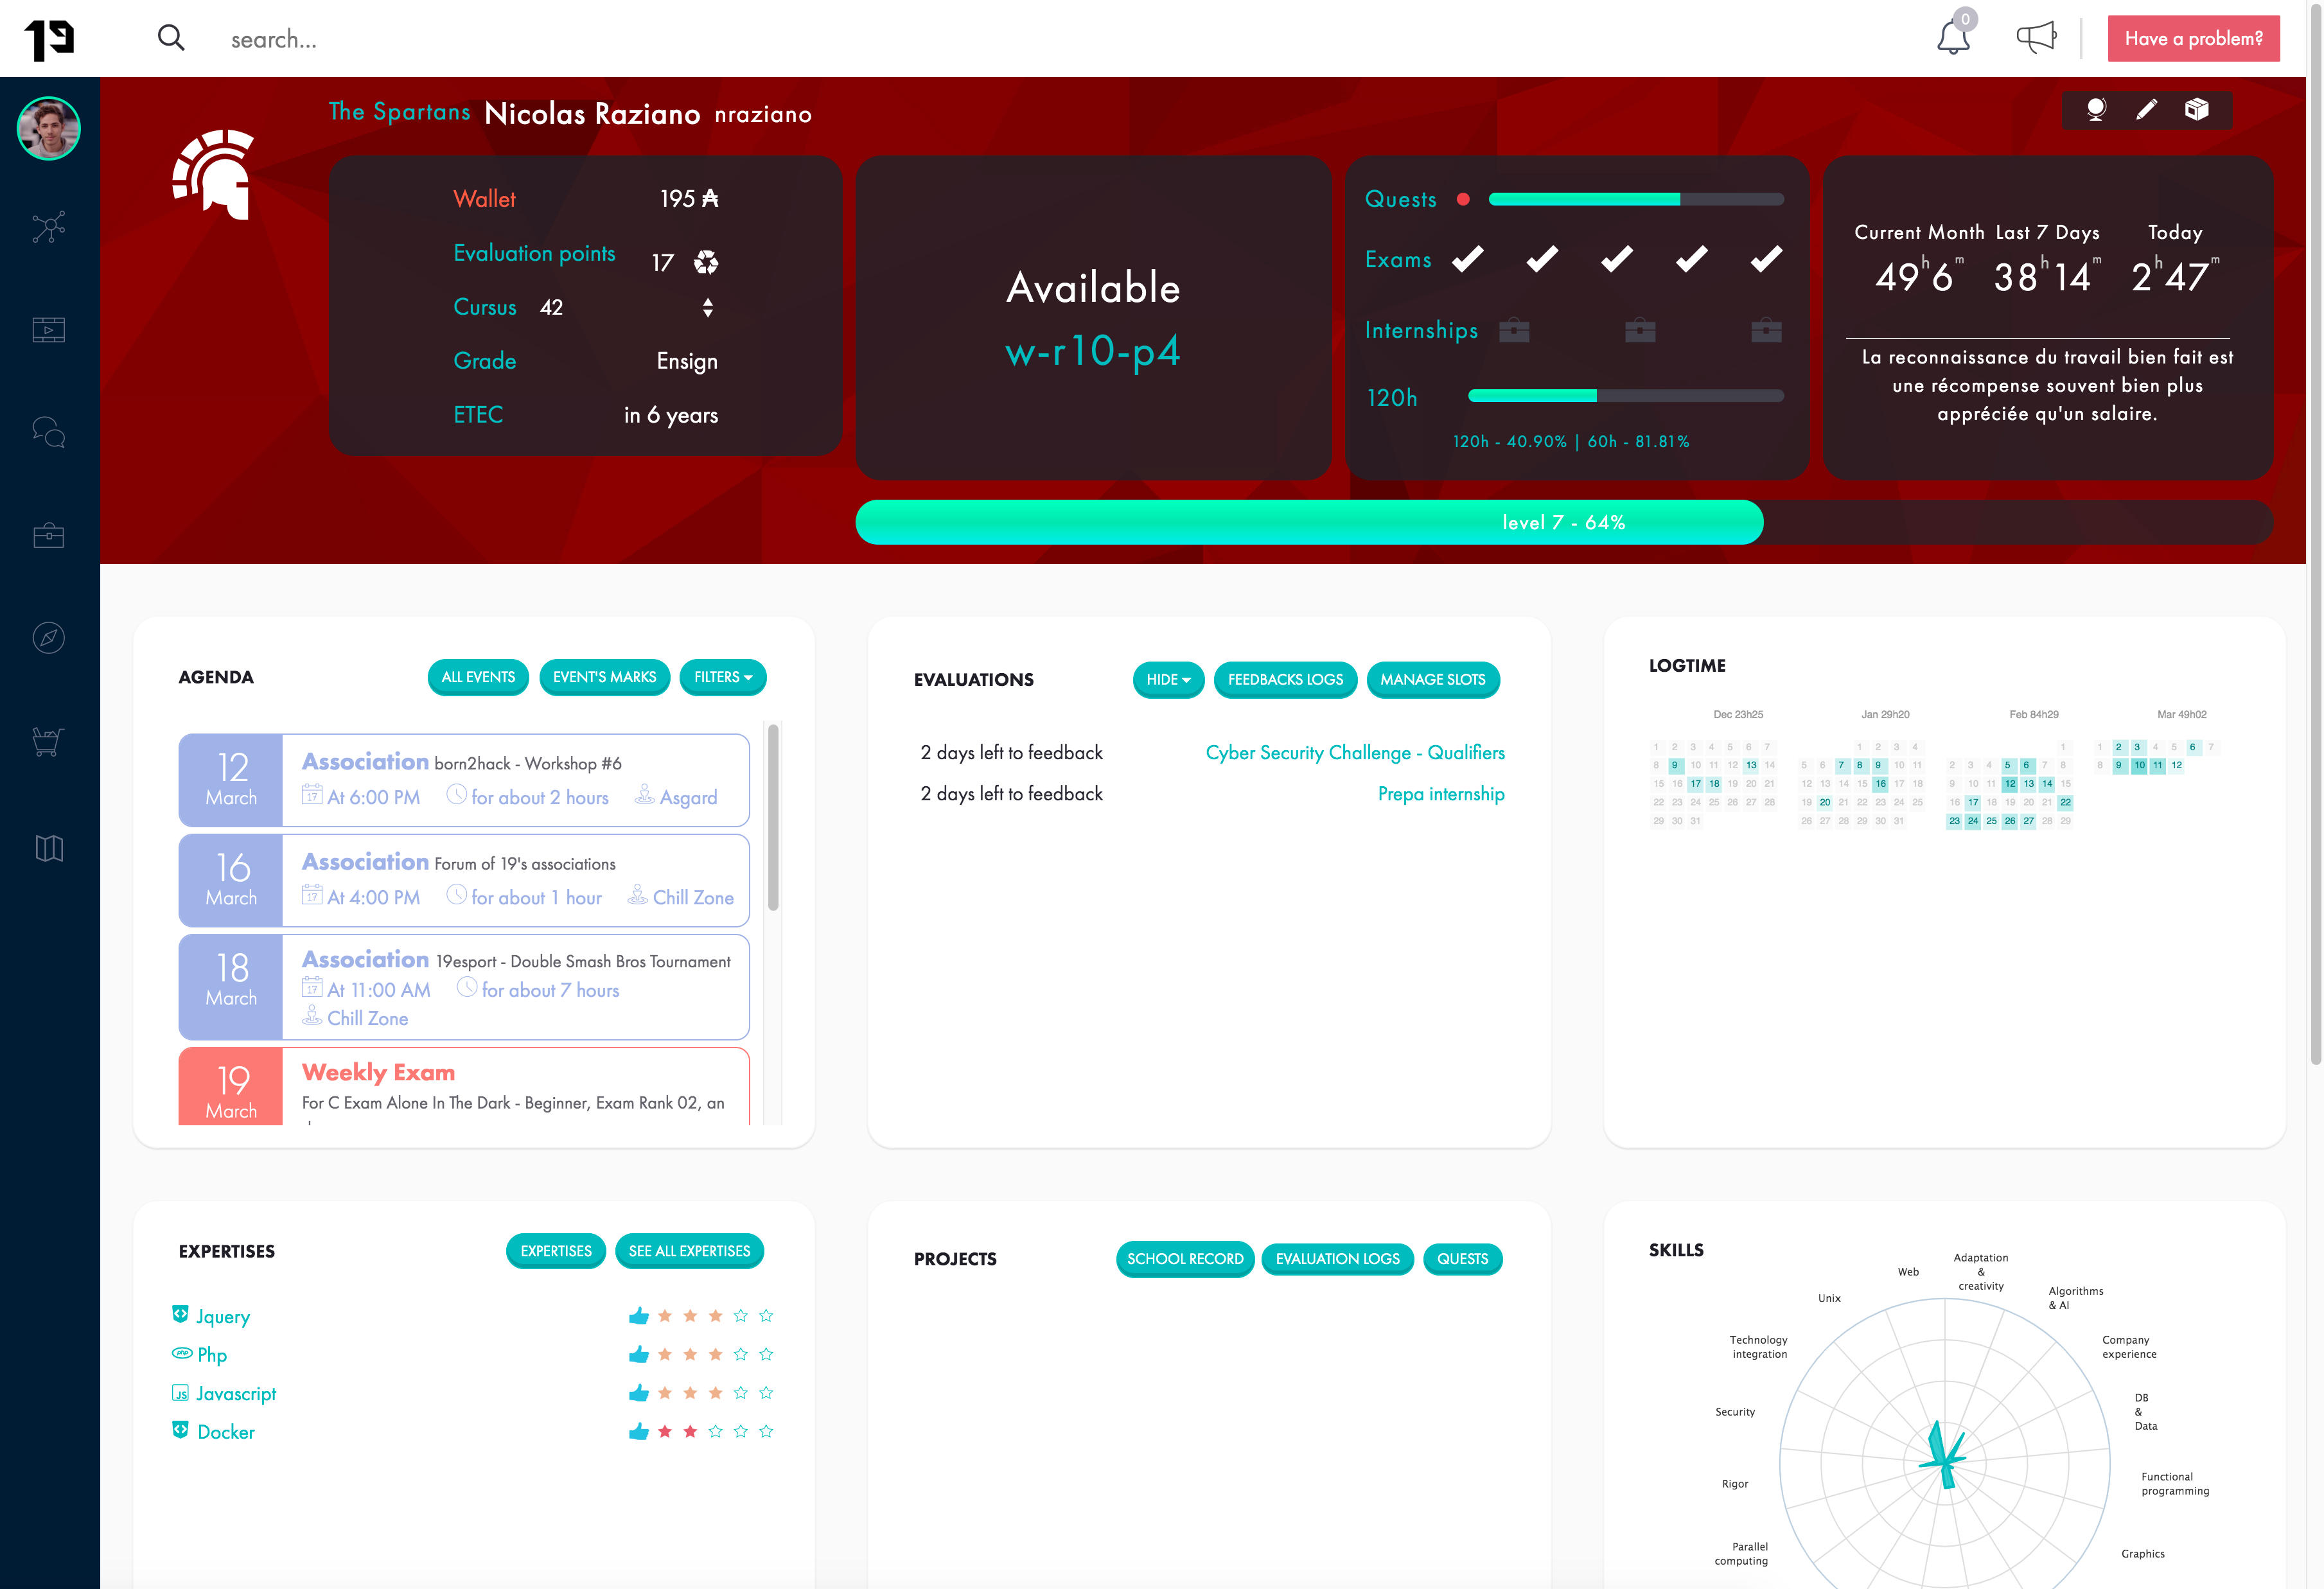 19
search...
0
Have a problem?
The Spartans Nicolas Raziano nraziano
Wallet 195 ₳
Evaluation points 17
Cursus 42
Grade Ensign
ETEC in 6 years
Available
w-r10-p4
Quests
Exams
Internships
120h
120h - 40.90% | 60h - 81.81%
Current Month Last 7 Days Today
49h6m 38h14m 2h47m
La reconnaissance du travail bien fait est
une récompense souvent bien plus
appréciée qu'un salaire.
level 7 - 64%
AGENDA ALL EVENTS EVENT'S MARKS FILTERS
12 March
Association born2hack - Workshop #6
17 At 6:00 PM for about 2 hours Asgard
16 March
Association Forum of 19's associations
17 At 4:00 PM for about 1 hour Chill Zone
18 March
Association 19esport - Double Smash Bros Tournament
17 At 11:00 AM for about 7 hours
Chill Zone
19 March
Weekly Exam
For C Exam Alone In The Dark - Beginner, Exam Rank 02, an
EVALUATIONS HIDE FEEDBACKS LOGS MANAGE SLOTS
2 days left to feedback Cyber Security Challenge - Qualifiers
2 days left to feedback Prepa internship
LOGTIME
Dec 23h25
1 2 3 4 5 6 7
8 9 10 11 12 13 14
15 16 17 18 19 20 21
22 23 24 25 26 27 28
29 30 31
Jan 29h20
1 2 3 4
5 6 7 8 9 10 11
12 13 14 15 16 17 18
19 20 21 22 23 24 25
26 27 28 29 30 31
Feb 84h29
1
2 3 4 5 6 7 8
9 10 11 12 13 14 15
16 17 18 19 20 21 22
23 24 25 26 27 28 29
Mar 49h02
1 2 3 4 5 6 7
8 9 10 11 12
EXPERTISES EXPERTISES SEE ALL EXPERTISES
Jquery
php Php
JS Javascript
Docker
PROJECTS SCHOOL RECORD EVALUATION LOGS QUESTS
SKILLS
Adaptation
&
creativity
Algorithms
& AI
Company
experience
DB
&
Data
Functional
programming
Graphics
Parallel
computing
Rigor
Security
Technology
integration
Unix
Web